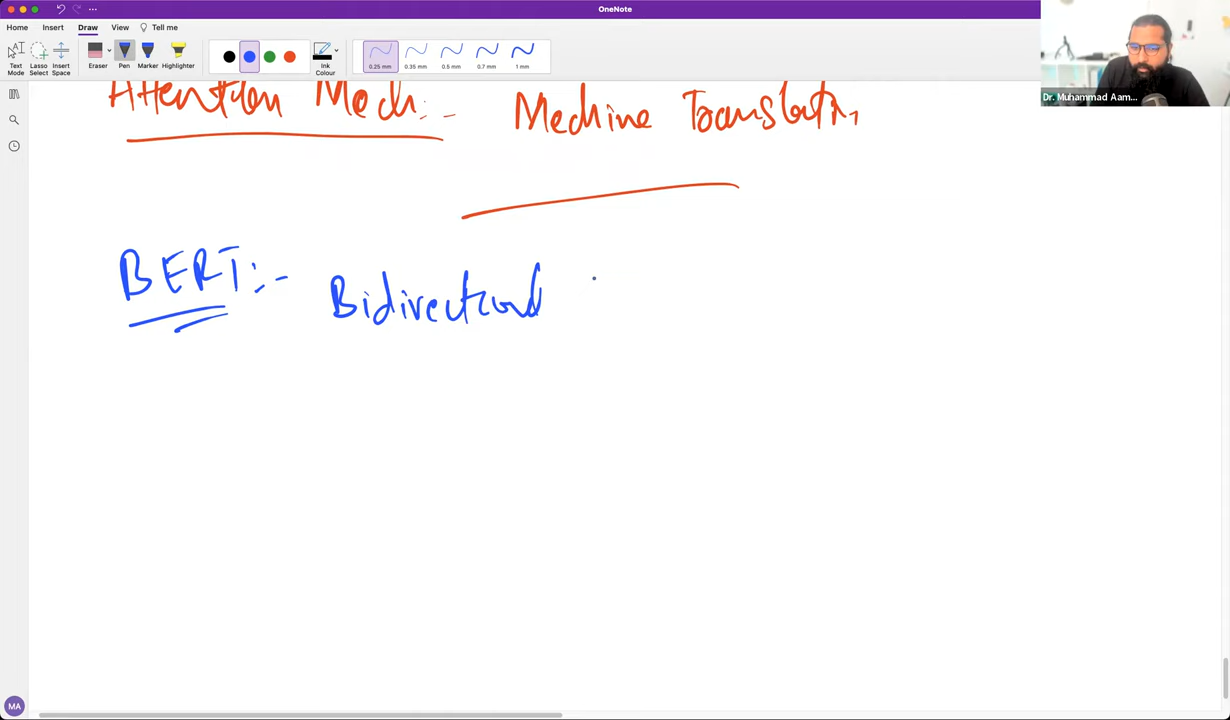 OneNote
Home Insert Draw View Tell me
Text Mode Lasso Select Insert Space Eraser Pen Marker Highlighter Ink Colour 0.25 mm 0.35 mm 0.5 mm 0.7 mm 1 mm
Dr. Muhammad Aam...
Attention Mech:- Machine Translation
BERT:- Bidirectional
MA